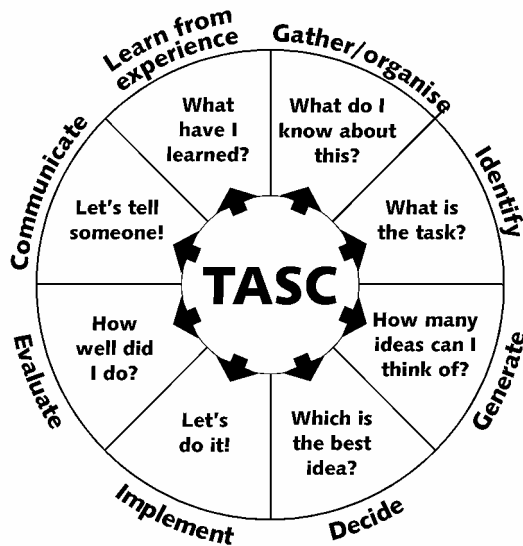 Gather/organise
What do I
know about
this?
Identify
What is
the task?
Generate
How many
ideas can I
think of?
Decide
Which is
the best
idea?
Implement
Let's
do it!
Evaluate
How
well did
I do?
Communicate
Let's tell
someone!
Learn from
experience
What
have I
learned?
TASC